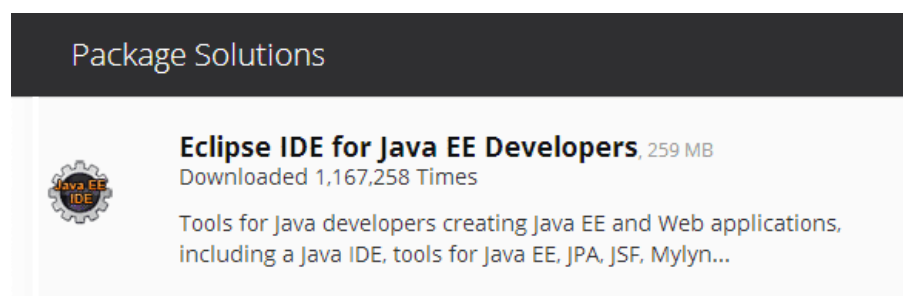 Package Solutions
Eclipse IDE for Java EE Developers, 259 MB
Downloaded 1,167,258 Times
Java EE
IDE
Tools for Java developers creating Java EE and Web applications,
including a Java IDE, tools for Java EE, JPA, JSF, Mylyn...